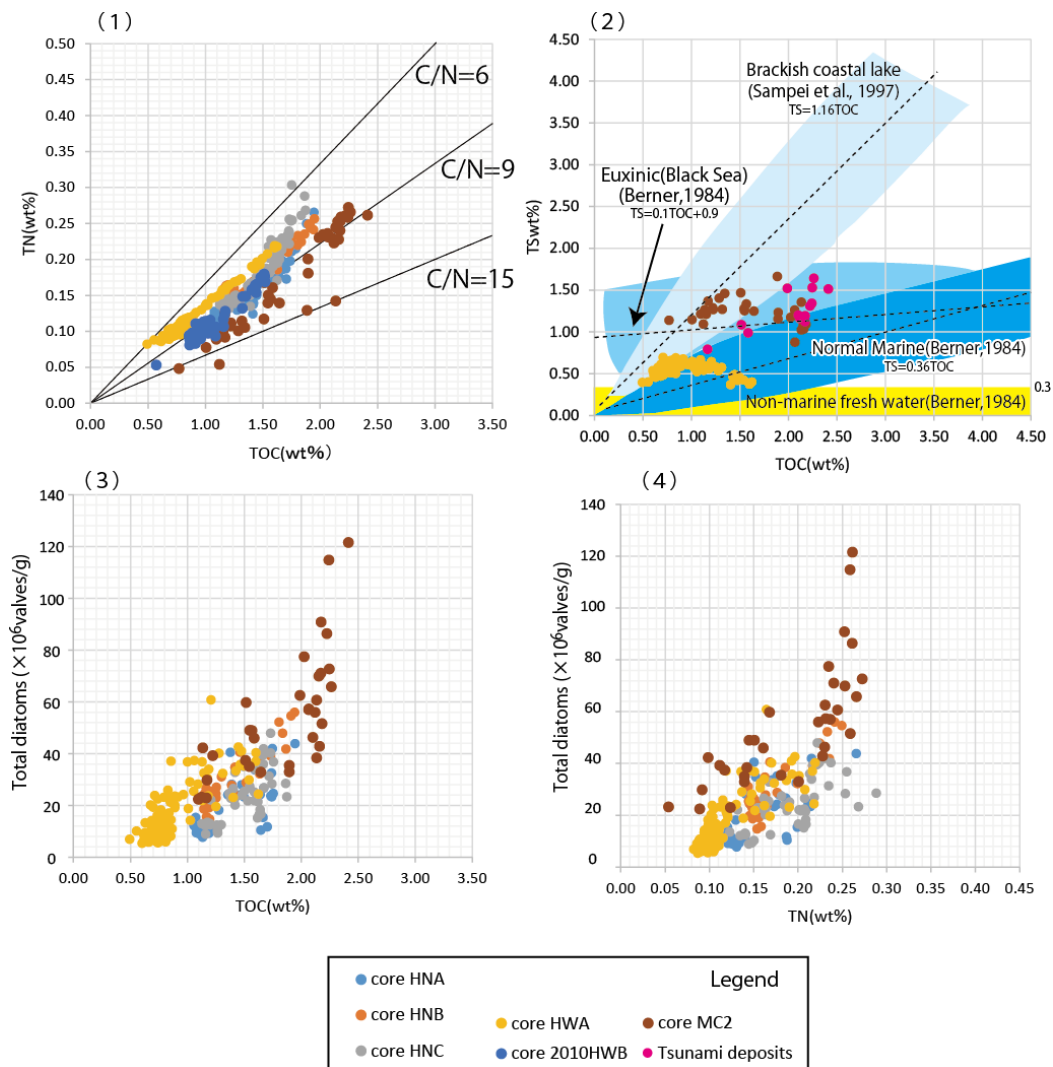 (1)
0.50
0.45
0.40
0.35
0.30
0.25
0.20
0.15
0.10
0.05
0.00
TN(wt%)
C/N=6
C/N=9
C/N=15
0.00 0.50 1.00 1.50 2.00 2.50 3.00 3.50
TOC(wt%)
(2)
4.50
4.00
3.50
3.00
2.50
2.00
1.50
1.00
0.50
0.00
TSwt%)
Brackish coastal lake
(Sampei et al., 1997)
TS=1.16TOC
Euxinic(Black Sea)
(Berner,1984)
TS=0.1TOC+0.9
Normal Marine(Berner,1984)
TS=0.36TOC
Non-marine fresh water(Berner,1984)
0.3
0.00 0.50 1.00 1.50 2.00 2.50 3.00 3.50 4.00 4.50
TOC(wt%)
(3)
140
120
100
80
60
40
20
0
Total diatoms (×10⁶valves/g)
0.00 0.50 1.00 1.50 2.00 2.50 3.00 3.50
TOC(wt%)
(4)
140
120
100
80
60
40
20
0
Total diatoms (×10⁶valves/g)
0.00 0.05 0.10 0.15 0.20 0.25 0.30 0.35 0.40 0.45
TN(wt%)
Legend
core HNA
core HNB
core HNC
core HWA
core 2010HWB
core MC2
Tsunami deposits